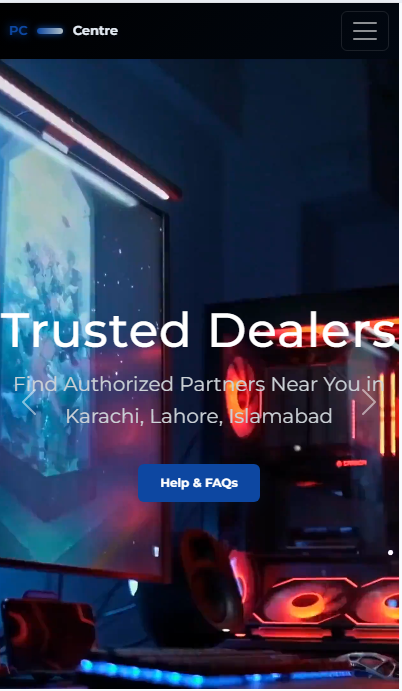 PC Centre
Trusted Dealers
Find Authorized Partners Near You in
Karachi, Lahore, Islamabad
Help & FAQs